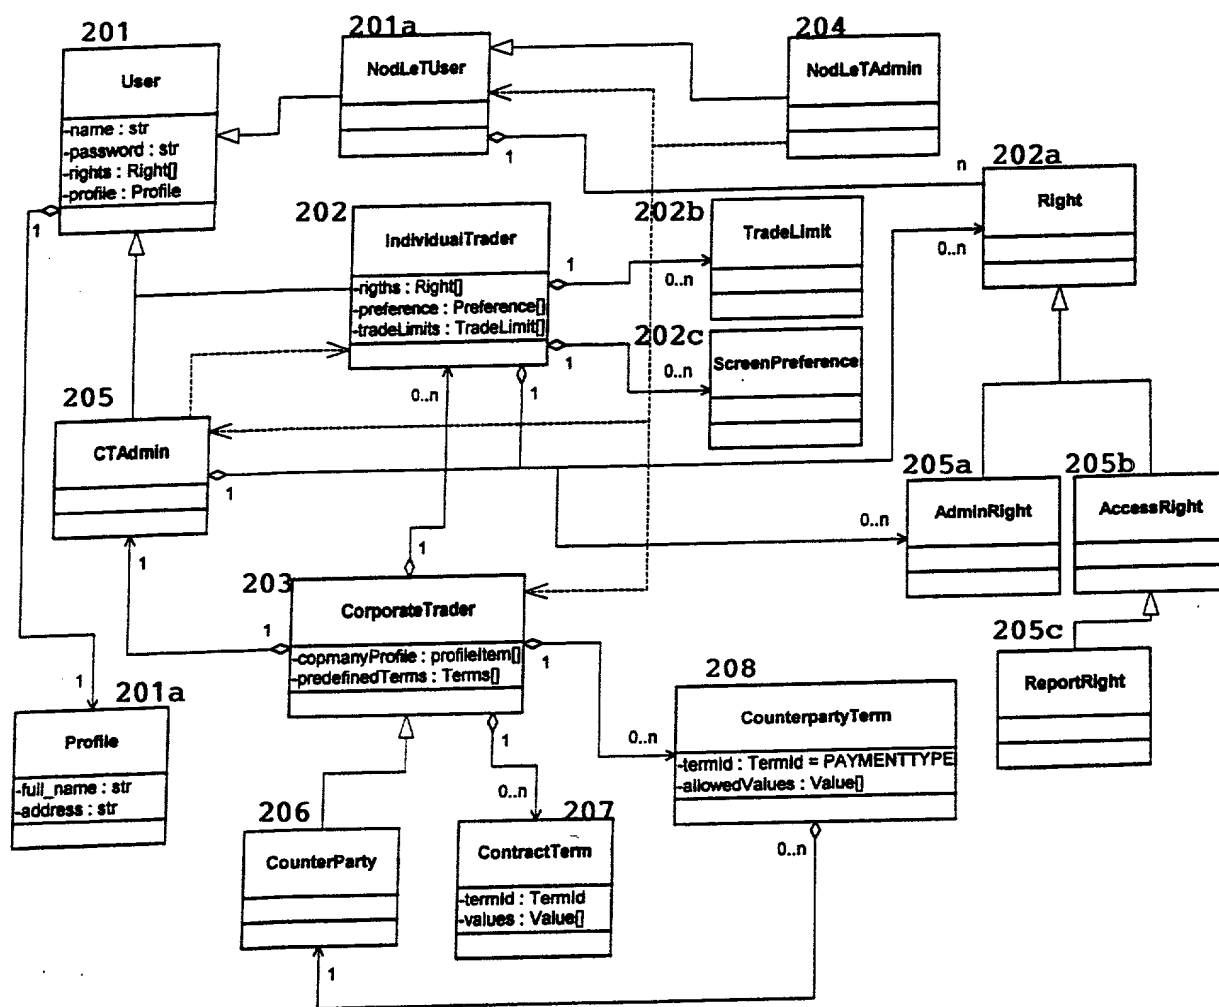 201
User
-name : str
-password : str
-rights : Right[]
-profile : Profile
1
201a
NodLeTUser
1
204
NodLeTAdmin
n
202a
Right
0..n
202
IndividualTrader
-rigths : Right[]
-preference : Preference[]
-tradeLimits : TradeLimit[]
1
1
0..n
1
202b
TradeLimit
0..n
202c
ScreenPreference
0..n
205
CTAdmin
1
1
205a
AdminRight
0..n
205b
AccessRight
205c
ReportRight
203
CorporateTrader
-copmanyProfile : profileItem[]
-predefinedTerms : Terms[]
1
1
1
1
201a
Profile
-full_name : str
-address : str
1
206
CounterParty
1
0..n
207
ContractTerm
-termId : TermId
-values : Value[]
208
CounterpartyTerm
-termId : TermId = PAYMENTTYPE
-allowedValues : Value[]
0..n
0..n